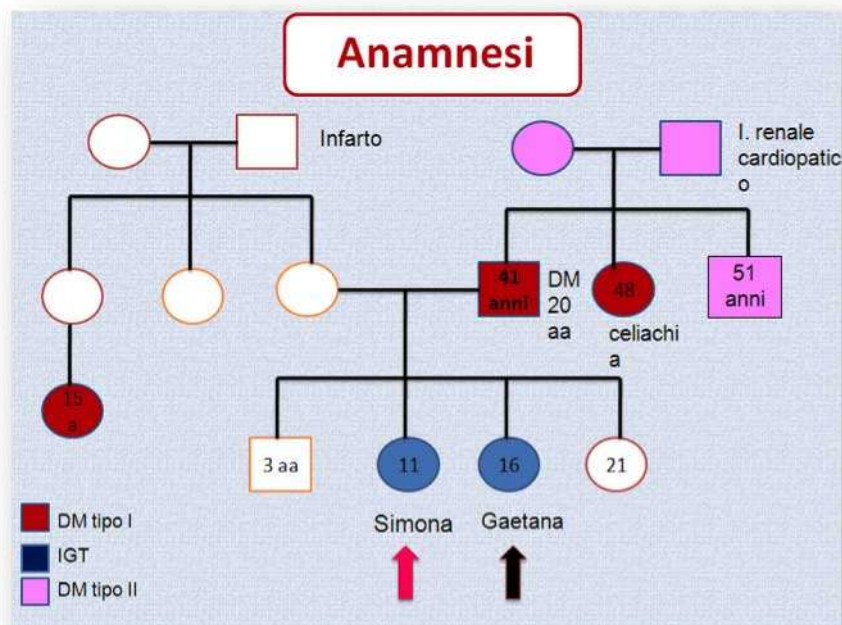 Anamnesi
Infarto
I. renale
cardiopatic
o
41
anni
DM
20
aa
48
celiachi
a
51
anni
15
a
3 aa
11
16
21
Simona
Gaetana
DM tipo I
IGT
DM tipo II